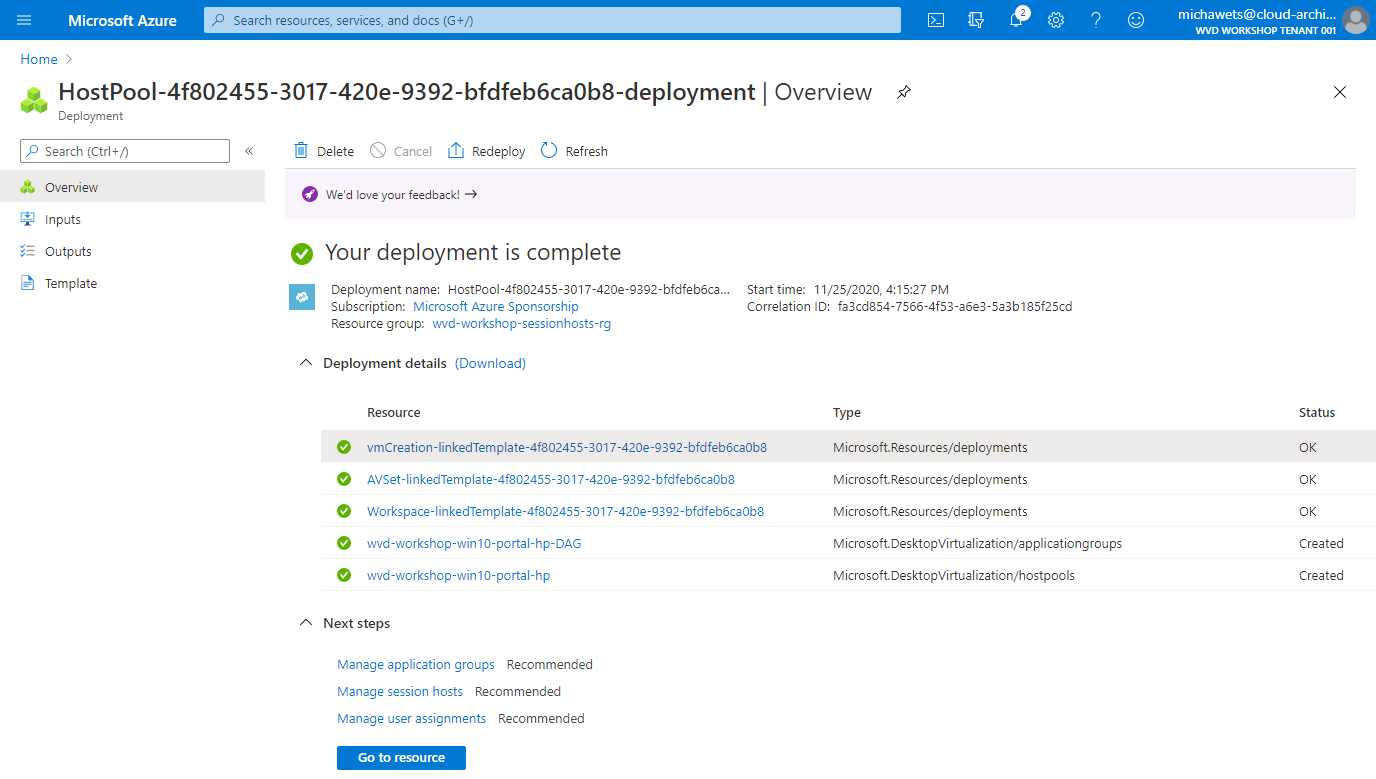 Microsoft Azure
Search resources, services, and docs (G+/)
2
michawets@cloud-archi...
WVD WORKSHOP TENANT 001
Home
HostPool-4f802455-3017-420e-9392-bfdfeb6ca0b8-deployment | Overview
Deployment
Search (Ctrl+/)
«
Delete
Cancel
Redeploy
Refresh
Overview
Inputs
Outputs
Template
We'd love your feedback! →
Your deployment is complete
Deployment name: HostPool-4f802455-3017-420e-9392-bfdfeb6ca...
Subscription: Microsoft Azure Sponsorship
Resource group: wvd-workshop-sessionhosts-rg
Start time: 11/25/2020, 4:15:27 PM
Correlation ID: fa3cd854-7566-4f53-a6e3-5a3b185f25cd
Deployment details (Download)
Resource Type Status
vmCreation-linkedTemplate-4f802455-3017-420e-9392-bfdfeb6ca0b8 Microsoft.Resources/deployments OK
AVSet-linkedTemplate-4f802455-3017-420e-9392-bfdfeb6ca0b8 Microsoft.Resources/deployments OK
Workspace-linkedTemplate-4f802455-3017-420e-9392-bfdfeb6ca0b8 Microsoft.Resources/deployments OK
wvd-workshop-win10-portal-hp-DAG Microsoft.DesktopVirtualization/applicationgroups Created
wvd-workshop-win10-portal-hp Microsoft.DesktopVirtualization/hostpools Created
Next steps
Manage application groups Recommended
Manage session hosts Recommended
Manage user assignments Recommended
Go to resource